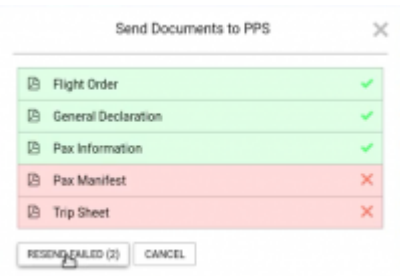 Send Documents to PPS
Flight Order
General Declaration
Pax Information
Pax Manifest
Trip Sheet
RESEND FAILED (2) CANCEL